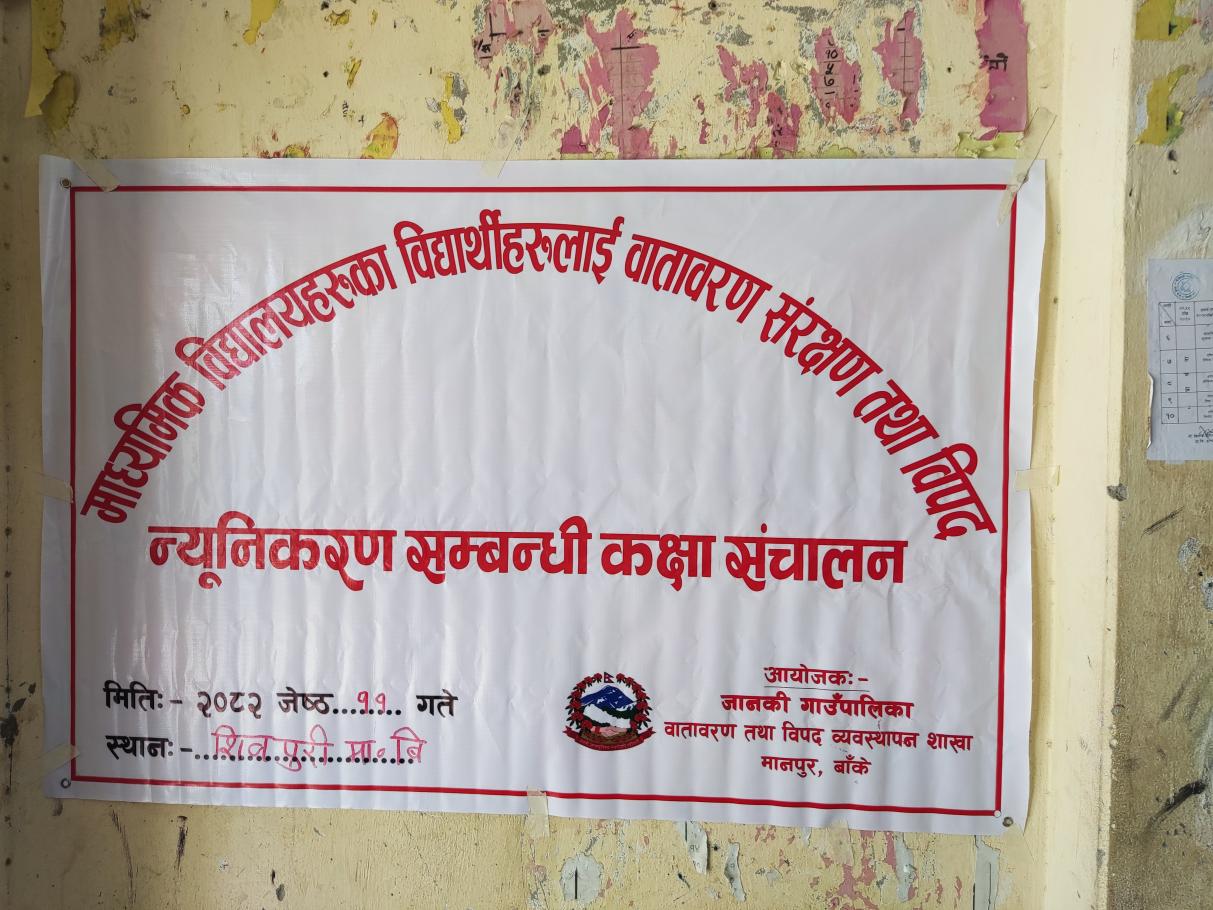 माध्यमिक विद्यालयहरुका विद्यार्थीहरुलाई वातावरण संरक्षण तथा विपद
न्यूनिकरण सम्बन्धी कक्षा संचालन
मितिः- २०८२ जेष्ठ...११.. गते
स्थानः-..शिवपुरी मा॰ बि
आयोजकः-
जानकी गाउँपालिका
वातावरण तथा विपद व्यवस्थापन शाखा
मानपुर, बाँके